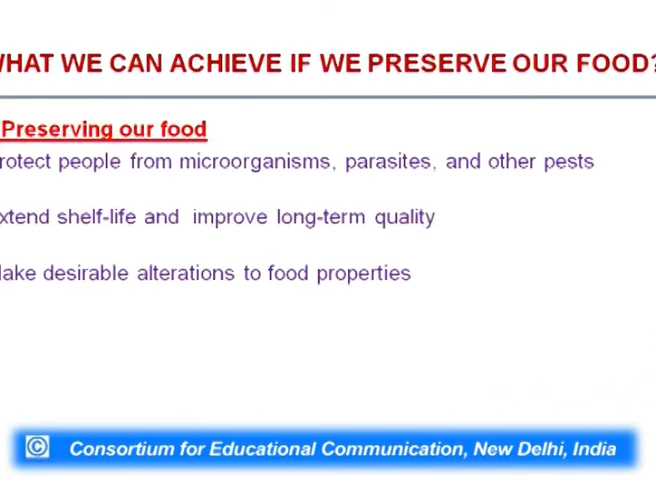 WHAT WE CAN ACHIEVE IF WE PRESERVE OUR FOOD?
Preserving our food
rotect people from microorganisms, parasites, and other pests
xtend shelf-life and improve long-term quality
lake desirable alterations to food properties
© Consortium for Educational Communication, New Delhi, India